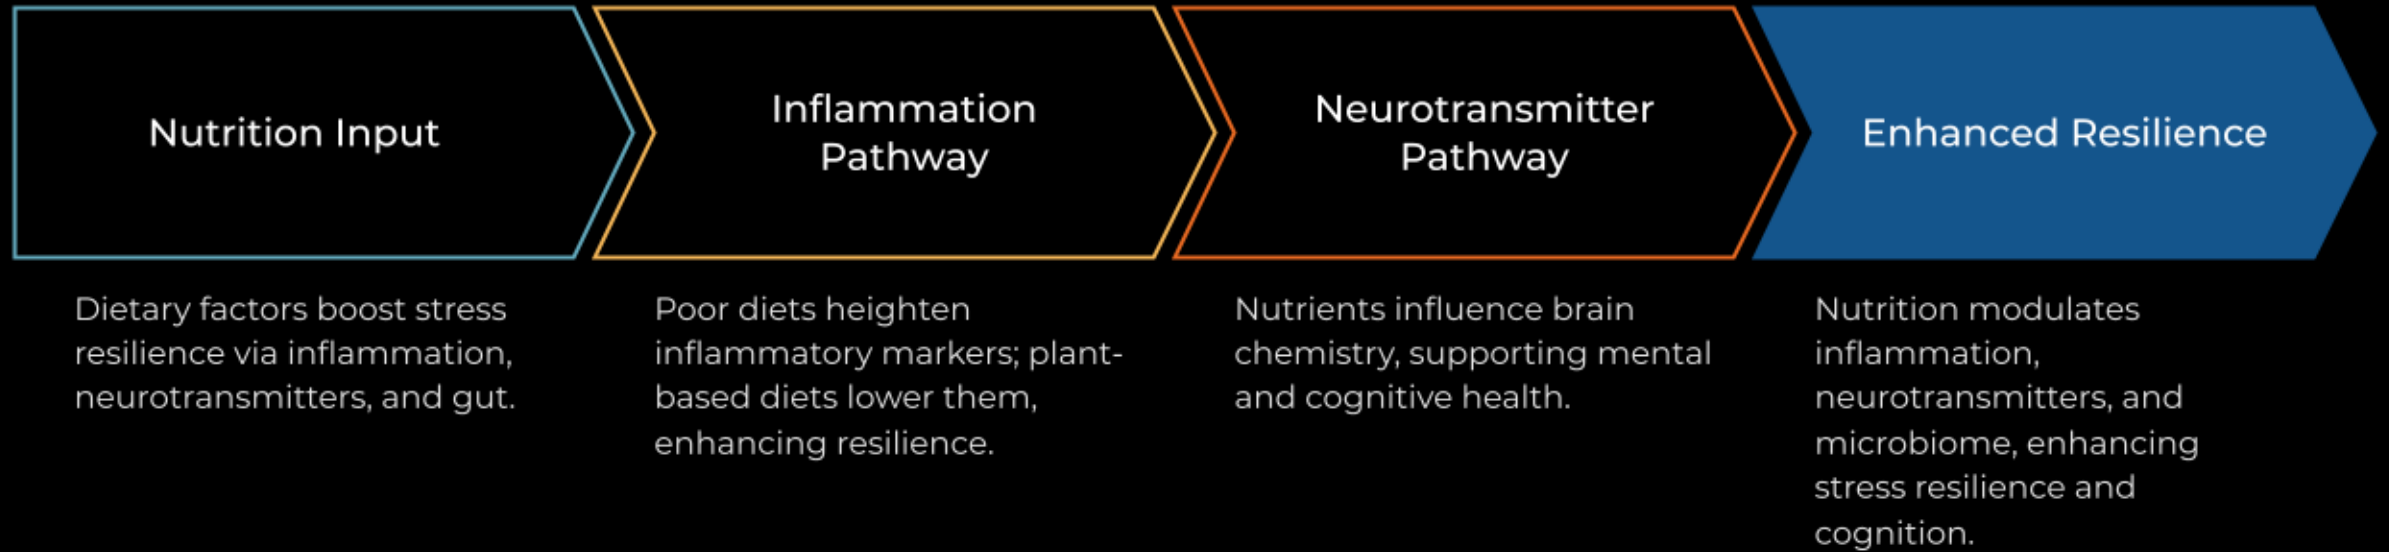 Nutrition Input
Inflammation
Pathway
Neurotransmitter
Pathway
Enhanced Resilience
Dietary factors boost stress
resilience via inflammation,
neurotransmitters, and gut.
Poor diets heighten
inflammatory markers; plant-
based diets lower them,
enhancing resilience.
Nutrients influence brain
chemistry, supporting mental
and cognitive health.
Nutrition modulates
inflammation,
neurotransmitters, and
microbiome, enhancing
stress resilience and
cognition.